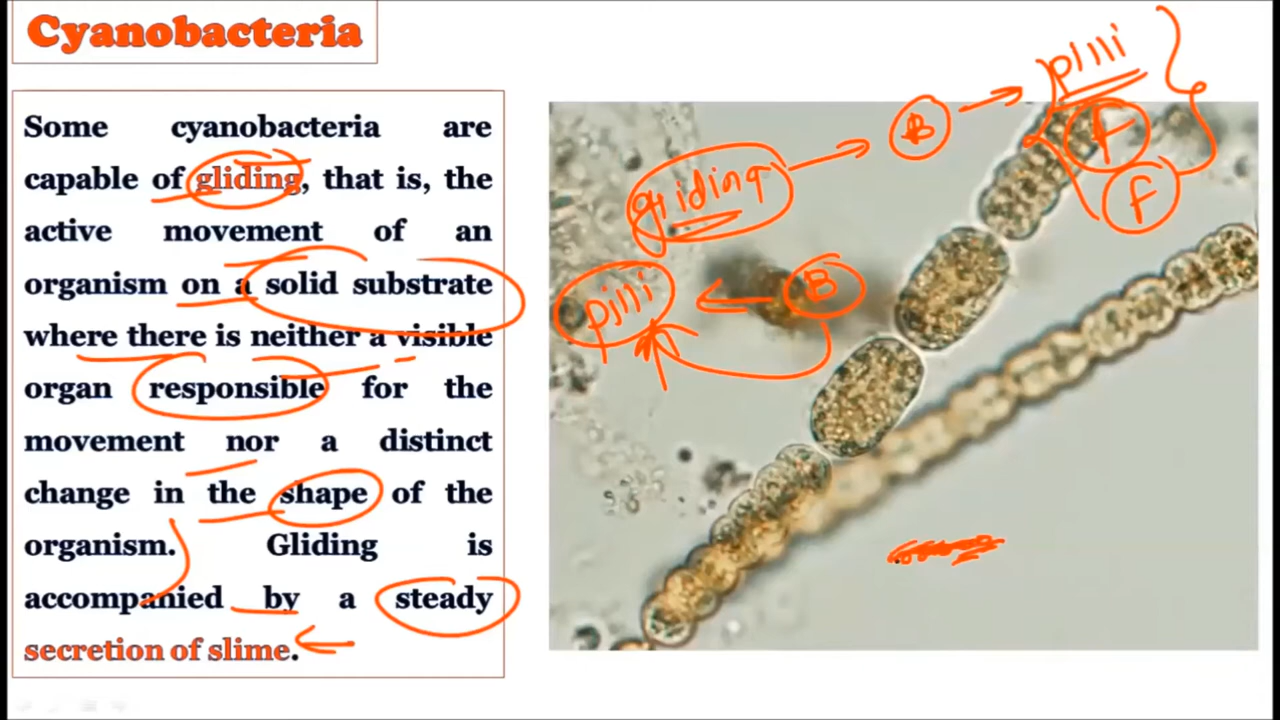 Cyanobacteria
Some cyanobacteria are
capable of gliding, that is, the
active movement of an
organism on a solid substrate
where there is neither a visible
organ responsible for the
movement nor a distinct
change in the shape of the
organism. Gliding is
accompanied by a steady
secretion of slime.
pilli
gliding → B →
f
f
pilli ← B